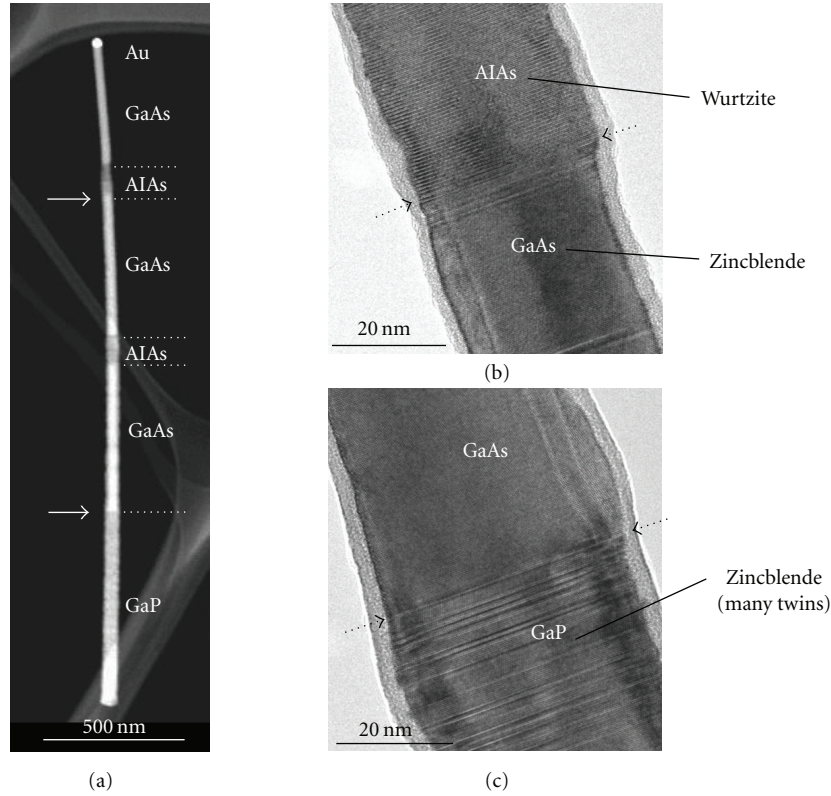 Au
GaAs
AlAs
GaAs
AlAs
GaAs
GaP
500 nm
(a)
AlAs
Wurtzite
GaAs
Zincblende
20 nm
(b)
GaAs
Zincblende
(many twins)
GaP
20 nm
(c)